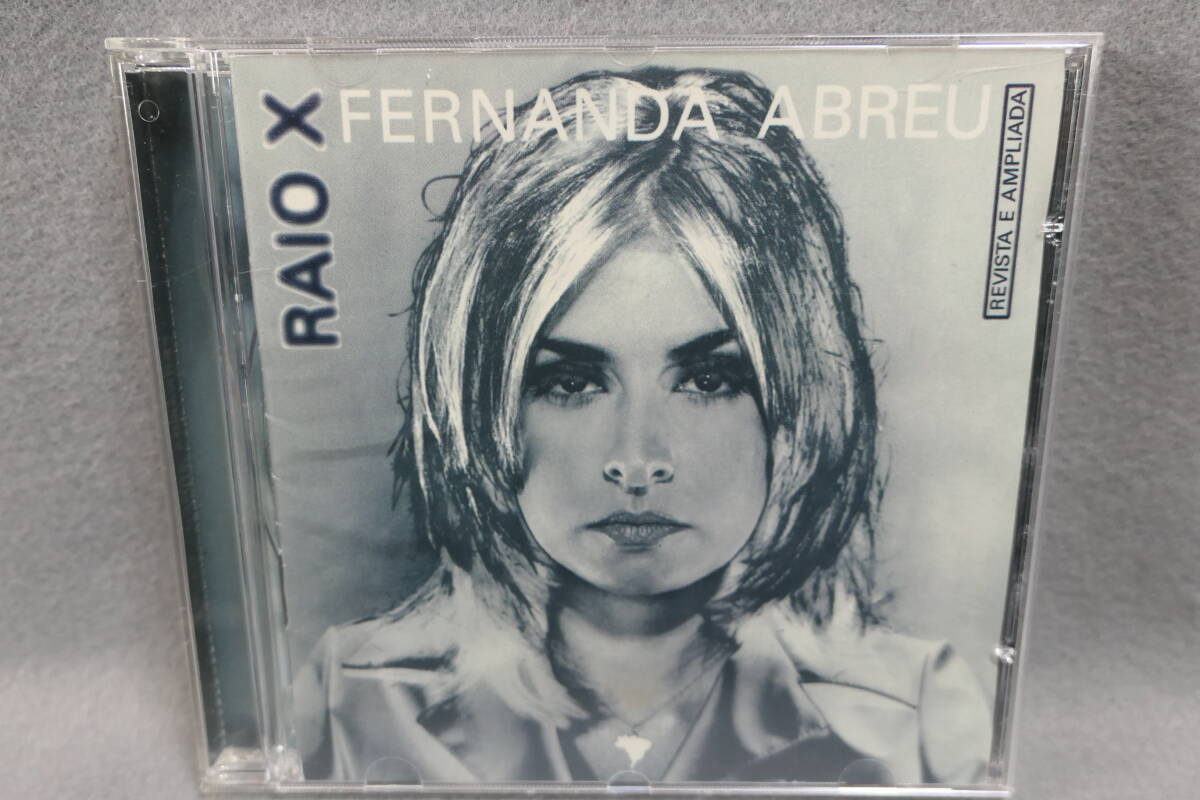 RAIO X
FERNANDA ABREU
REVISTA E AMPLIADA